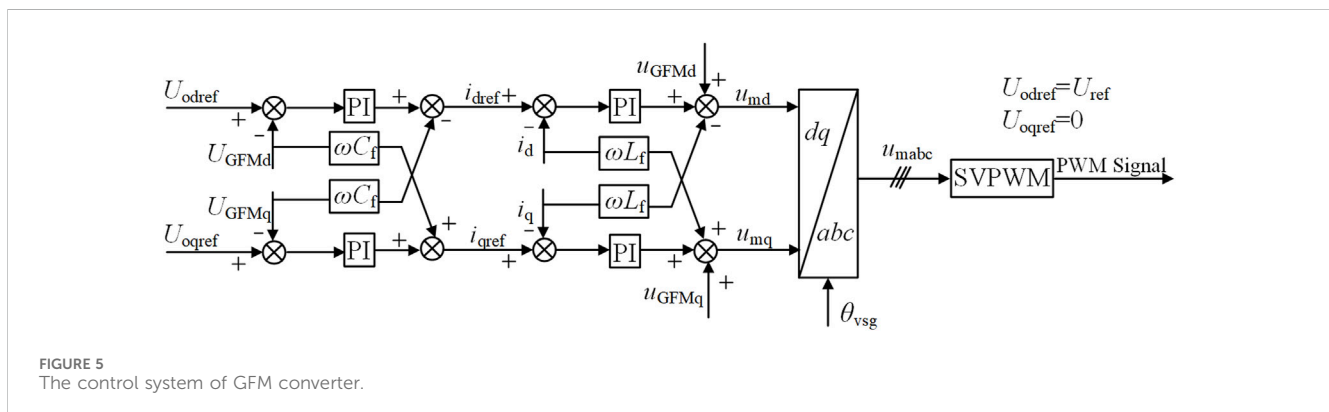 U_odref
+
−
U_GFMd
PI
+
−
ωC_f
i_dref+
−
i_d
PI
+
u_GFMd
+
−
u_md
ωL_f
U_GFMq
−
ωC_f
U_oqref
+
PI
+
+
i_qref
+
i_q
−
ωL_f
PI
+
+
+
u_GFMq
u_mq
dq
abc
θ_vsg
u_mabc
SVPWM
PWM Signal
U_odref=U_ref
U_oqref=0
FIGURE 5
The control system of GFM converter.